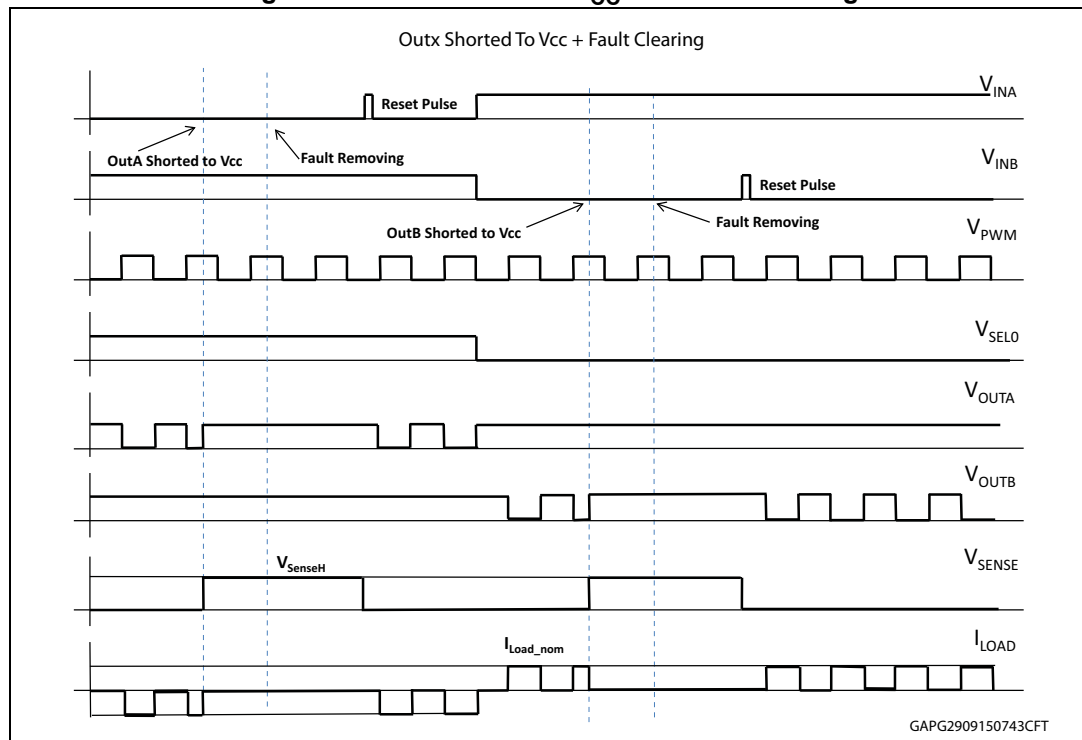 Outx Shorted To Vcc + Fault Clearing
VINA
Reset Pulse
OutA Shorted to Vcc
Fault Removing
VINB
Reset Pulse
OutB Shorted to Vcc
Fault Removing
VPWM
VSEL0
VOUTA
VOUTB
VSenseH
VSENSE
ILoad_nom
ILOAD
GAPG2909150743CFT